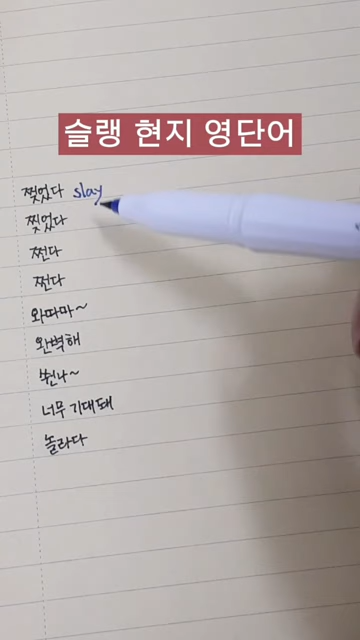 슬랭 현지 영단어
찢었다 slay
찢었다
쩐다
쩐다
와따마~
완벽해
씐나~
너무 기대돼
놀라다